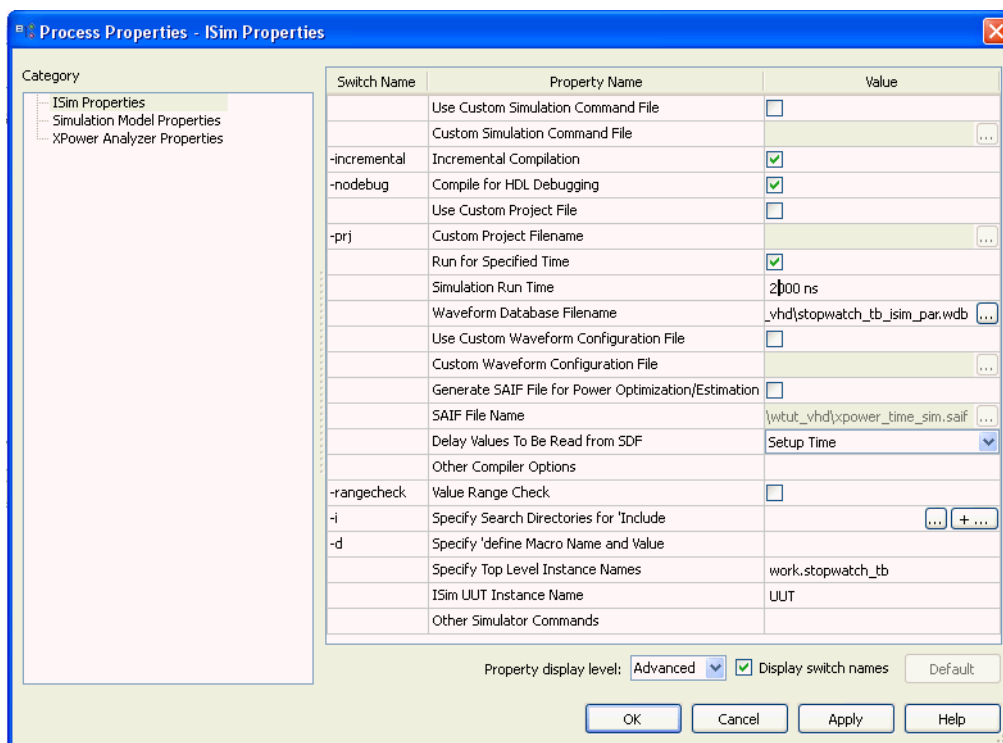 Process Properties - ISim Properties
Category
ISim Properties
Simulation Model Properties
XPower Analyzer Properties
Switch Name Property Name Value
Use Custom Simulation Command File
Custom Simulation Command File ...
-incremental Incremental Compilation
-nodebug Compile for HDL Debugging
Use Custom Project File
-prj Custom Project Filename ...
Run for Specified Time
Simulation Run Time 2000 ns
Waveform Database Filename _vhd\stopwatch_tb_isim_par.wdb ...
Use Custom Waveform Configuration File
Custom Waveform Configuration File ...
Generate SAIF File for Power Optimization/Estimation
SAIF File Name \wtut_vhd\xpower_time_sim.saif ...
Delay Values To Be Read from SDF Setup Time
Other Compiler Options
-rangecheck Value Range Check
-i Specify Search Directories for 'Include ... + ...
-d Specify 'define Macro Name and Value
Specify Top Level Instance Names work.stopwatch_tb
ISim UUT Instance Name UUT
Other Simulator Commands
Property display level: Advanced Display switch names Default
OK Cancel Apply Help